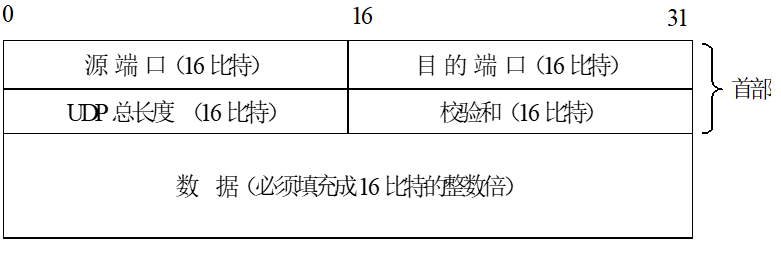 0 16 31
源 端 口（16 比特） 目 的 端 口（16 比特）
首部
UDP 总长度 （16 比特） 校验和（16 比特）
数 据（必须填充成 16 比特的整数倍）